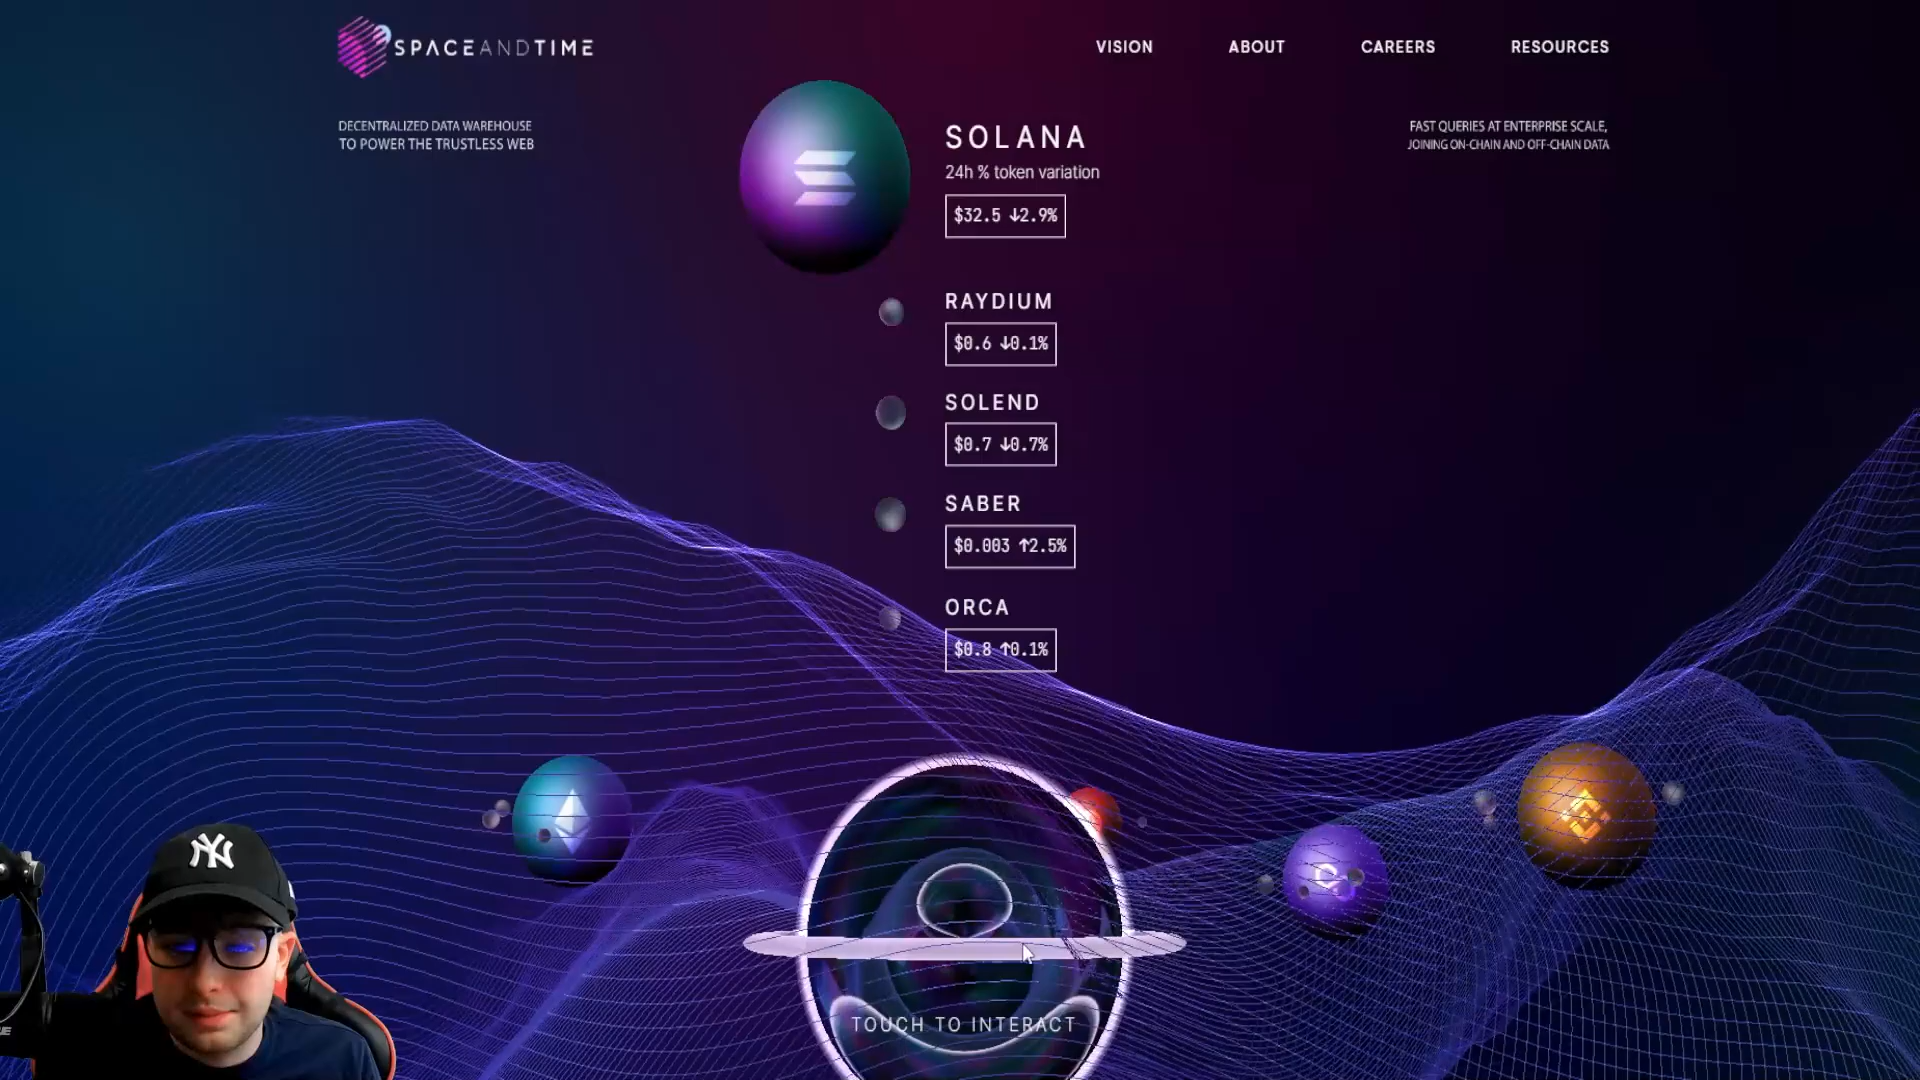 SPACEANDTIME
VISION
ABOUT
CAREERS
RESOURCES
DECENTRALIZED DATA WAREHOUSE
TO POWER THE TRUSTLESS WEB
FAST QUERIES AT ENTERPRISE SCALE,
JOINING ON-CHAIN AND OFF-CHAIN DATA
SOLANA
24h % token variation
$32.5 ↓2.9%
RAYDIUM
$0.6 ↓0.1%
SOLEND
$0.7 ↓0.7%
SABER
$0.003 ↑2.5%
ORCA
$0.8 ↑0.1%
TOUCH TO INTERACT
NY